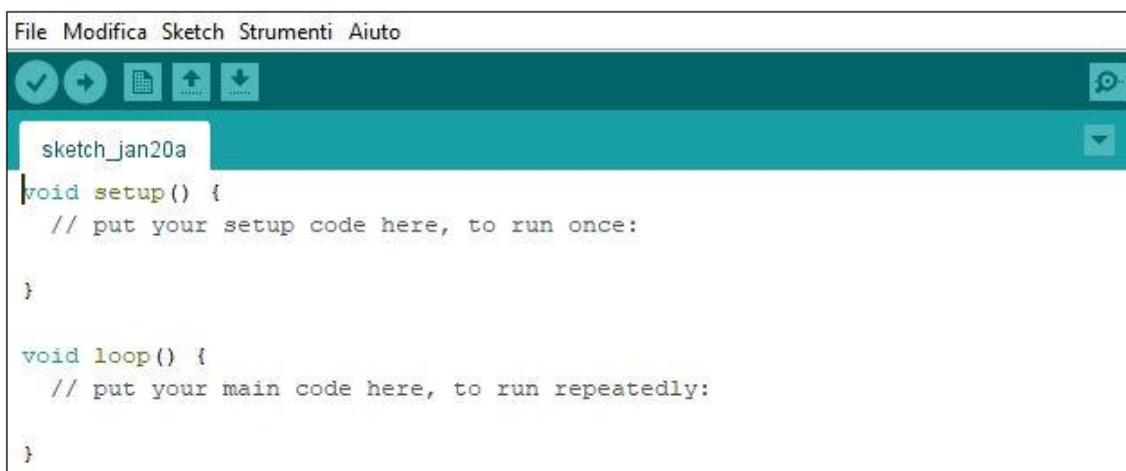 File Modifica Sketch Strumenti Aiuto
sketch_jan20a
void setup() {
  // put your setup code here, to run once:
}
void loop() {
  // put your main code here, to run repeatedly:
}